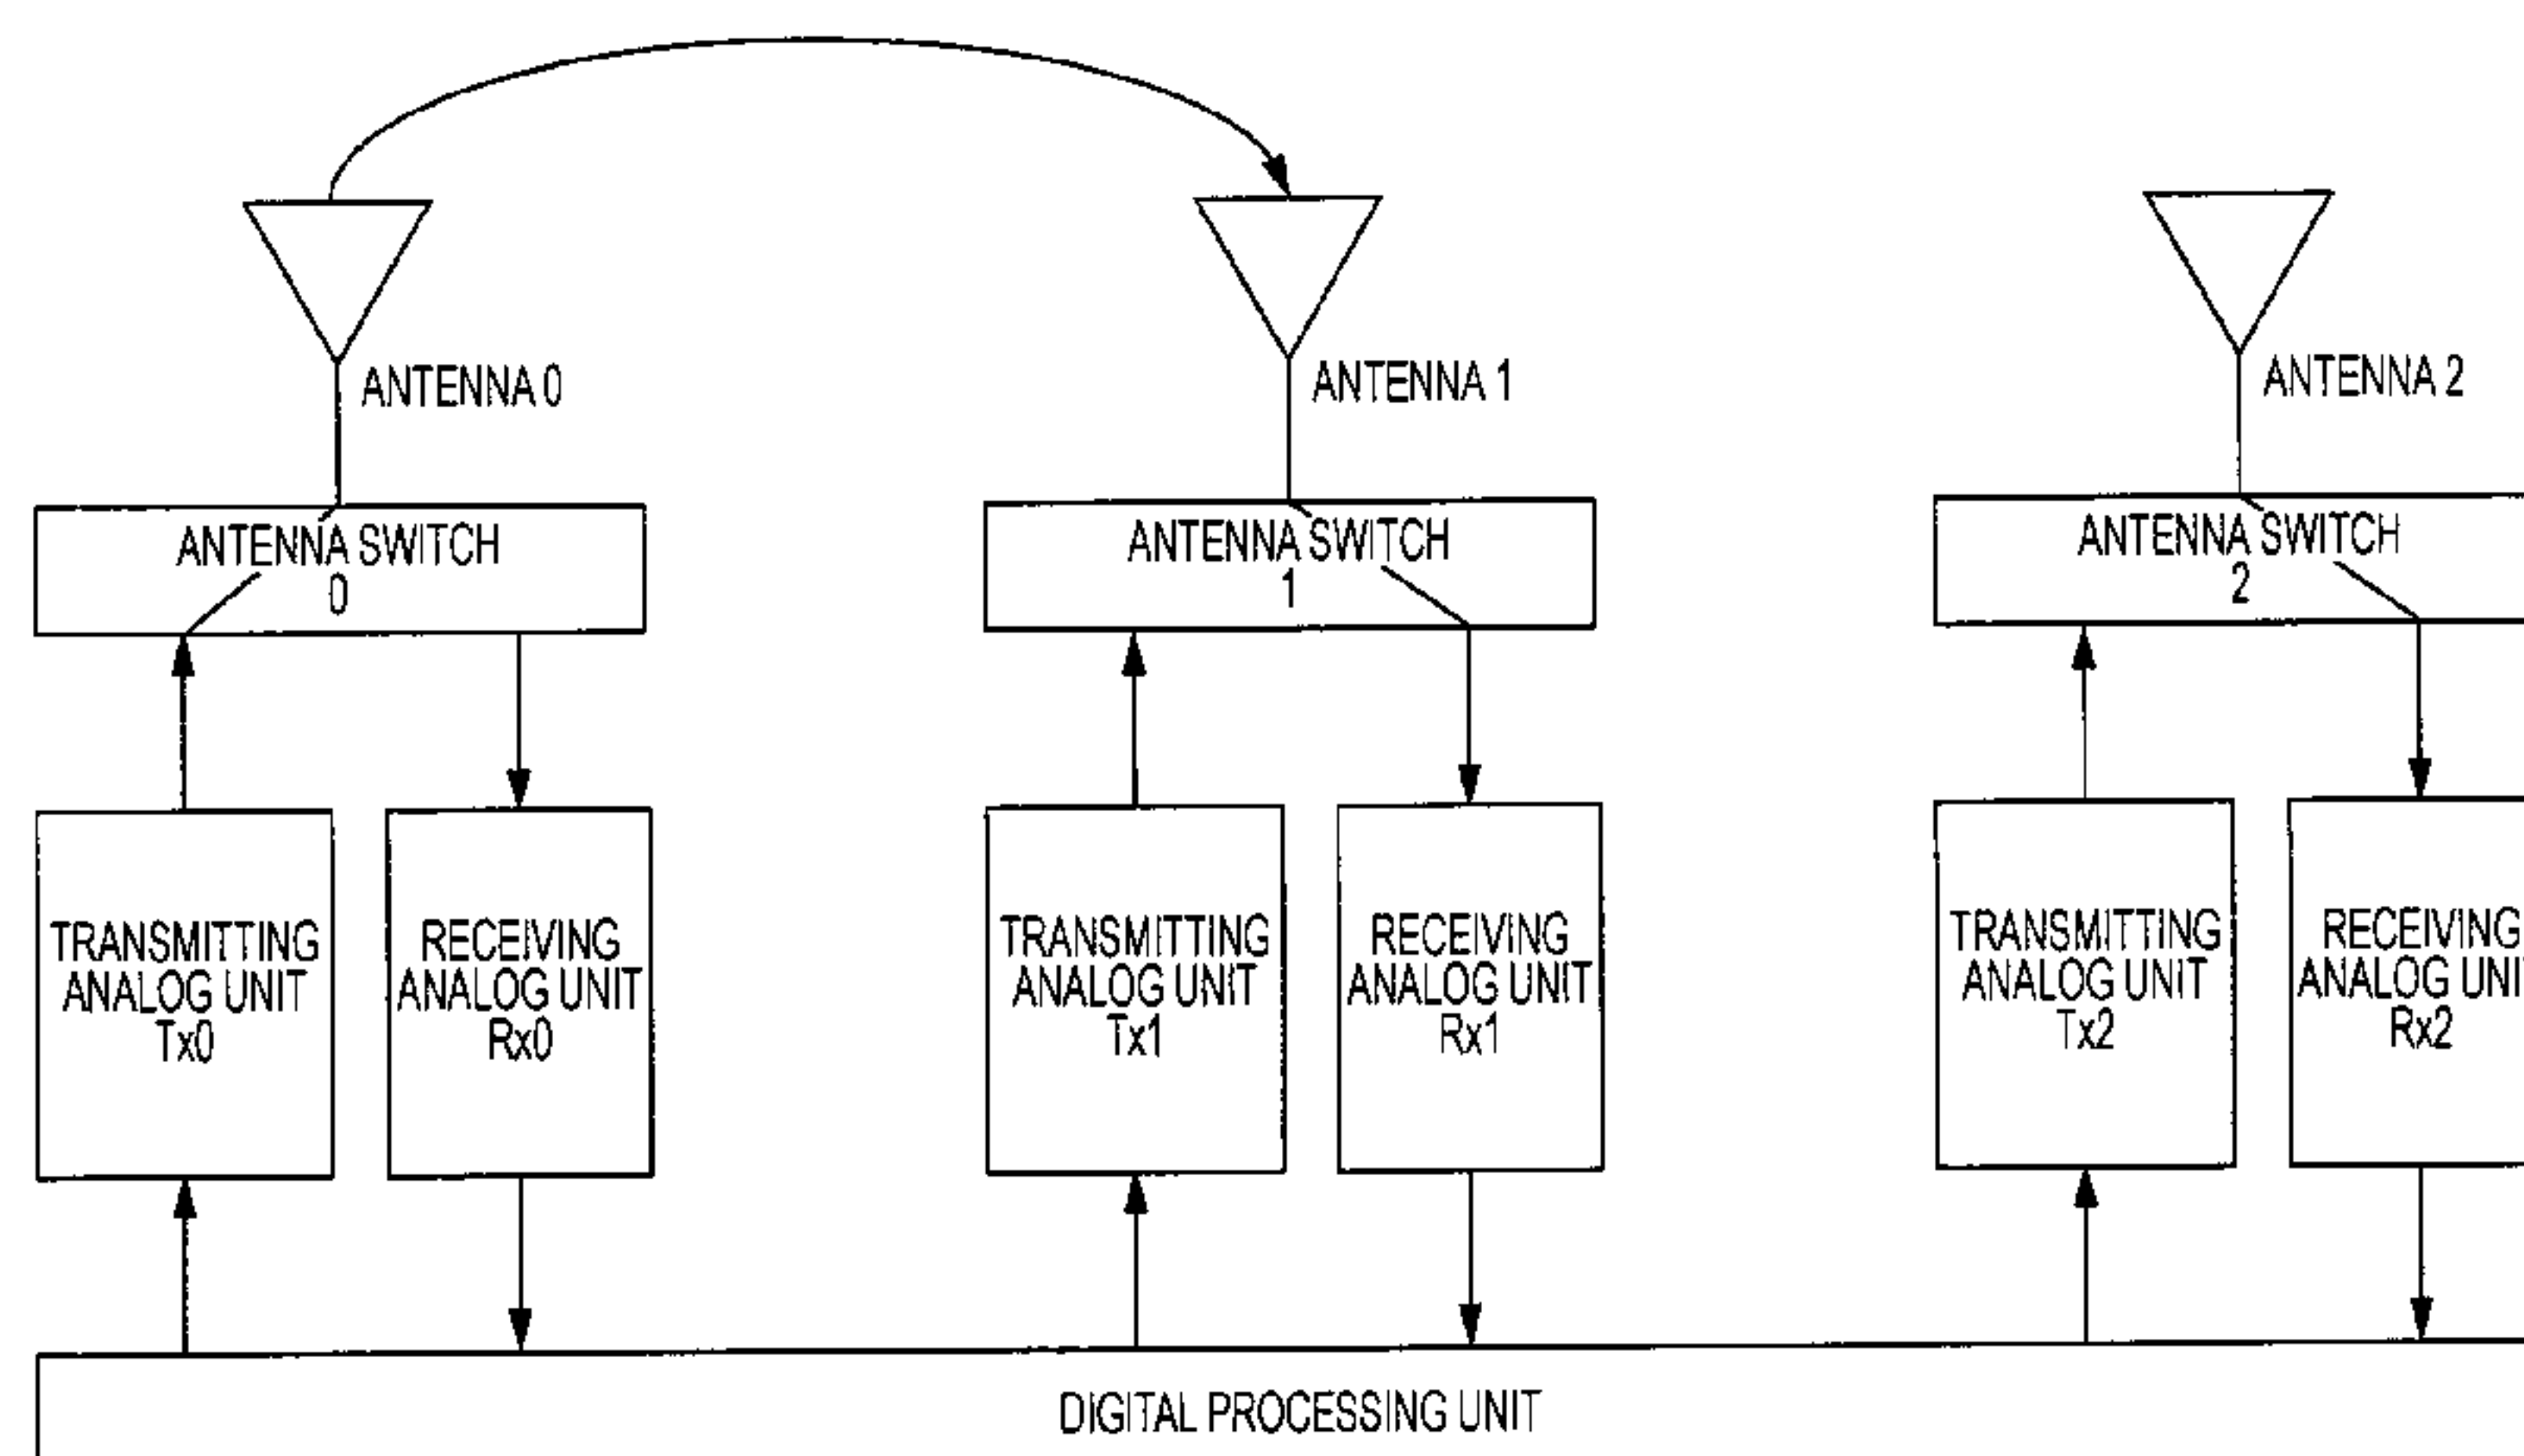 ANTENNA 0
ANTENNA 1
ANTENNA 2
ANTENNA SWITCH
0
ANTENNA SWITCH
1
ANTENNA SWITCH
2
TRANSMITTING
ANALOG UNIT
Tx0
RECEIVING
ANALOG UNIT
Rx0
TRANSMITTING
ANALOG UNIT
Tx1
RECEIVING
ANALOG UNIT
Rx1
TRANSMITTING
ANALOG UNIT
Tx2
RECEIVING
ANALOG UNIT
Rx2
DIGITAL PROCESSING UNIT